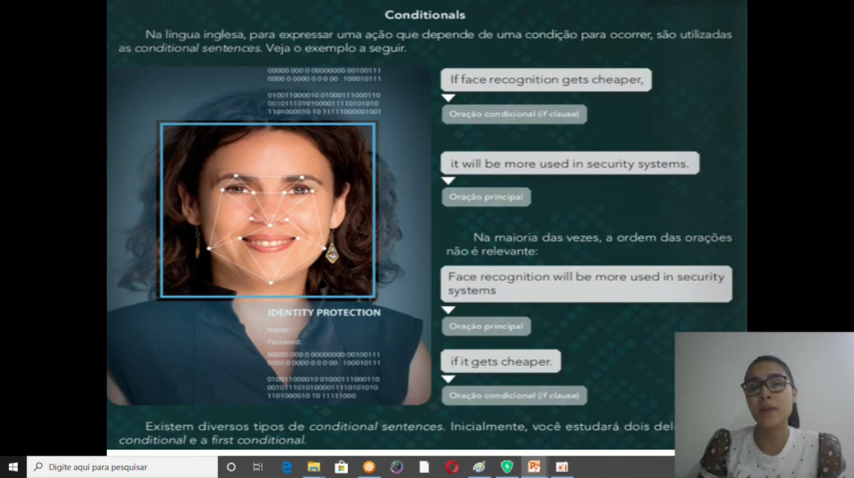 Conditionals
Na língua inglesa, para expressar uma ação que depende de uma condição para ocorrer, são utilizadas
as conditional sentences. Veja o exemplo a seguir.
If face recognition gets cheaper,
Oração condicional (if clause)
it will be more used in security systems.
Oração principal
Na maioria das vezes, a ordem das orações
não é relevante:
Face recognition will be more used in security
systems
Oração principal
if it gets cheaper.
Oração condicional (if clause)
IDENTITY PROTECTION
Name:
Password:
Existem diversos tipos de conditional sentences. Inicialmente, você estudará dois
conditional e a first conditional.
Digite aqui para pesquisar